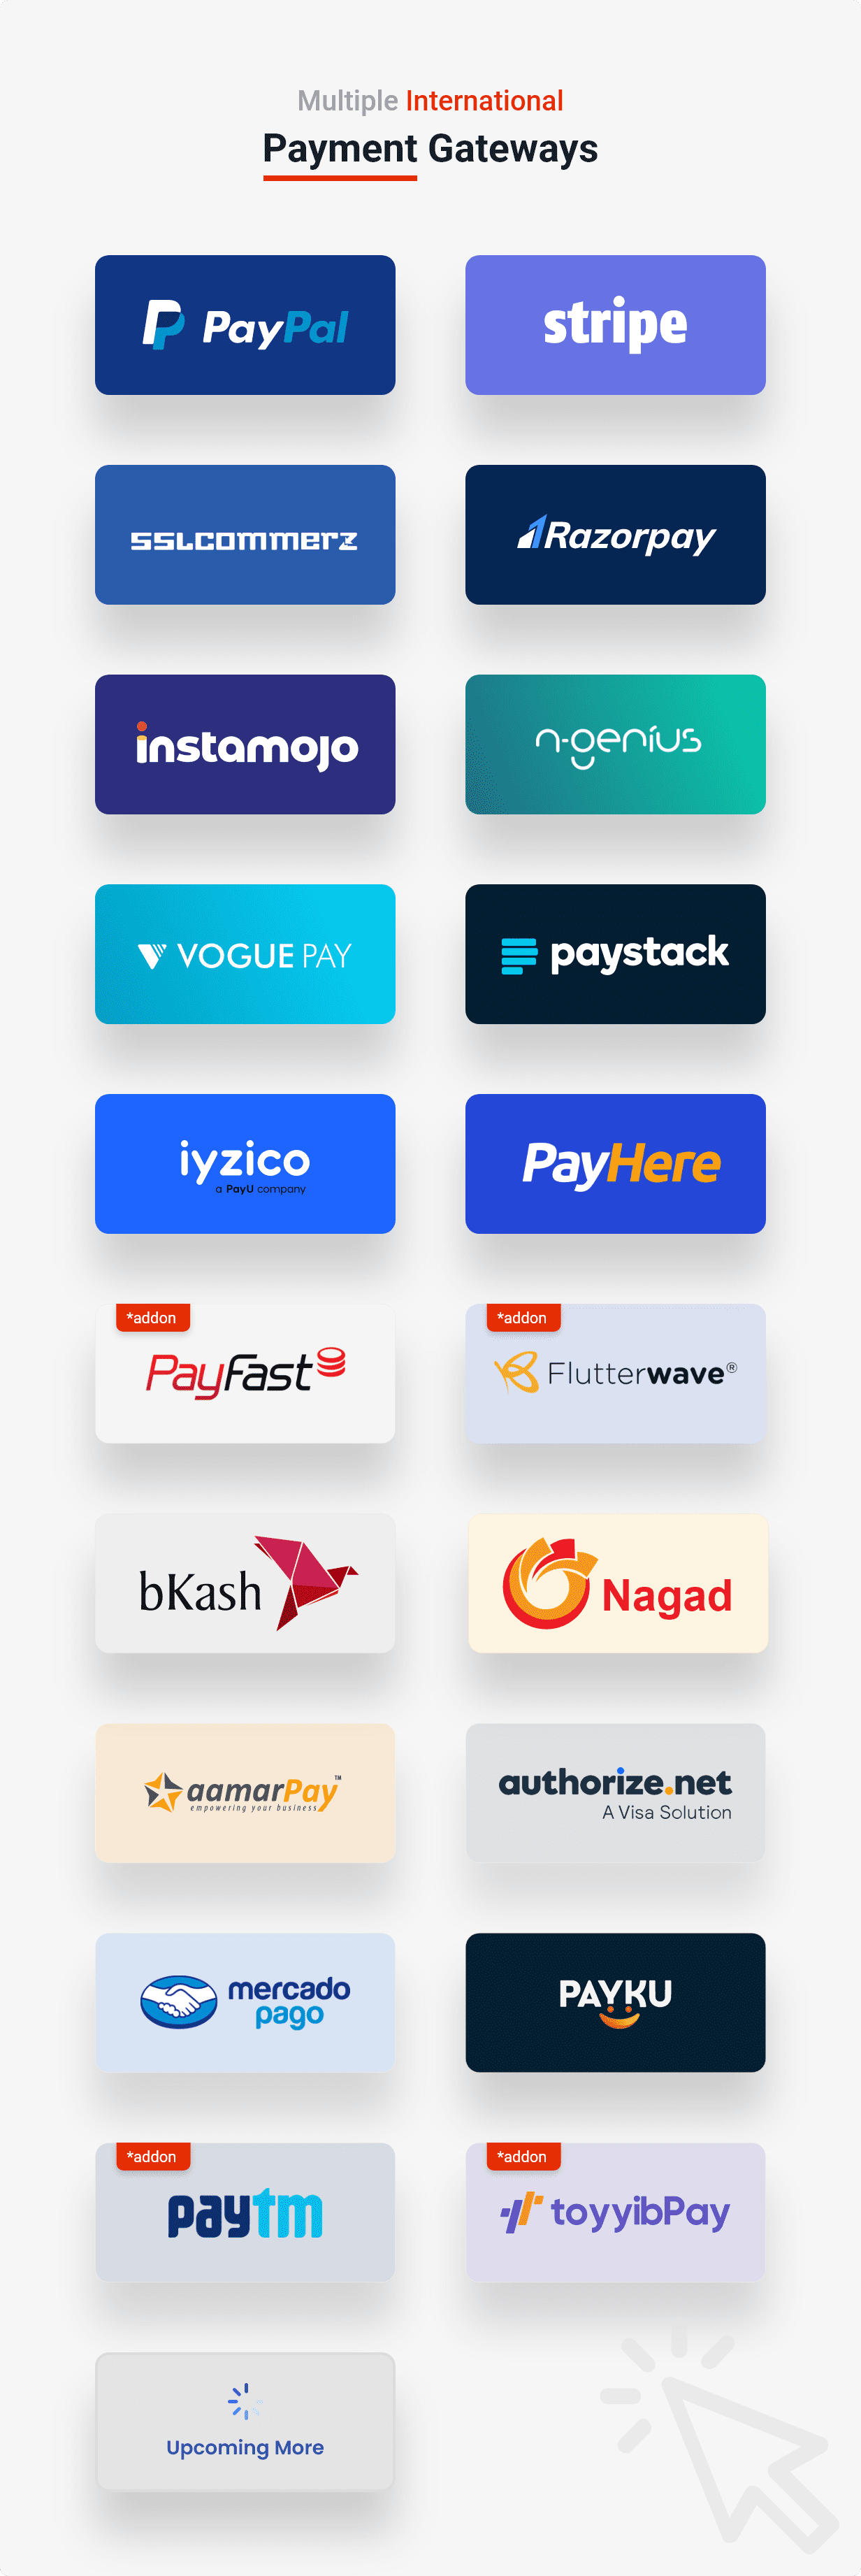 Multiple International
Payment Gateways
PayPal
stripe
SSLCOMMERZ
Razorpay
instamojo
n-genius
VOGUE PAY
paystack
iyzico
a PayU company
PayHere
*addon
PayFast
*addon
Flutterwave®
bKash
Nagad
aamarPay™
empowering your business
authorize.net
A Visa Solution
mercado
pago
PAYKU
*addon
paytm
*addon
toyyibPay
Upcoming More